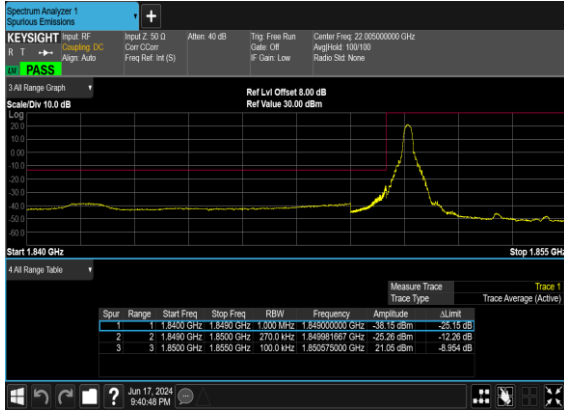 Spectrum Analyzer 1
Spurious Emissions
KEYSIGHT Input: RF
R T Coupling: DC
Align: Auto
LW PASS
Input Z: 50 Ω
Corr CCorr
Freq Ref: Int (S)
Atten: 40 dB
Trig: Free Run
Gate: Off
IF Gain: Low
Center Freq: 22.005000000 GHz
Avg|Hold: 100/100
Radio Std: None
3 All Range Graph
Scale/Div 10.0 dB
Ref Lvl Offset 8.00 dB
Ref Value 30.00 dBm
Log
20.0
10.0
0.00
-10.0
-20.0
-30.0
-40.0
-50.0
-60.0
Start 1.840 GHz
Stop 1.855 GHz
4 All Range Table
Measure Trace Trace 1
Trace Type Trace Average (Active)
Spur Range Start Freq Stop Freq RBW Frequency Amplitude ΔLimit
1 1 1.8400 GHz 1.8490 GHz 1.000 MHz 1.849000000 GHz -38.15 dBm -25.15 dB
2 2 1.8490 GHz 1.8500 GHz 270.0 kHz 1.849981667 GHz -25.26 dBm -12.26 dB
3 3 1.8500 GHz 1.8550 GHz 100.0 kHz 1.850575000 GHz 21.05 dBm -8.954 dB
?
Jun 17, 2024
9:40:48 PM